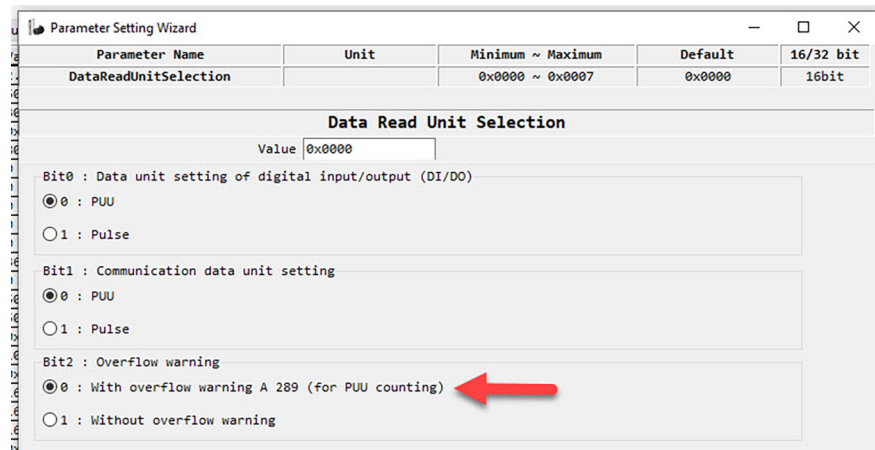 Parameter Setting Wizard
Parameter Name Unit Minimum ~ Maximum Default 16/32 bit
DataReadUnitSelection 0x0000 ~ 0x0007 0x0000 16bit
Data Read Unit Selection
Value 0x0000
Bit0 : Data unit setting of digital input/output (DI/DO)
0 : PUU
1 : Pulse
Bit1 : Communication data unit setting
0 : PUU
1 : Pulse
Bit2 : Overflow warning
0 : With overflow warning A 289 (for PUU counting)
1 : Without overflow warning